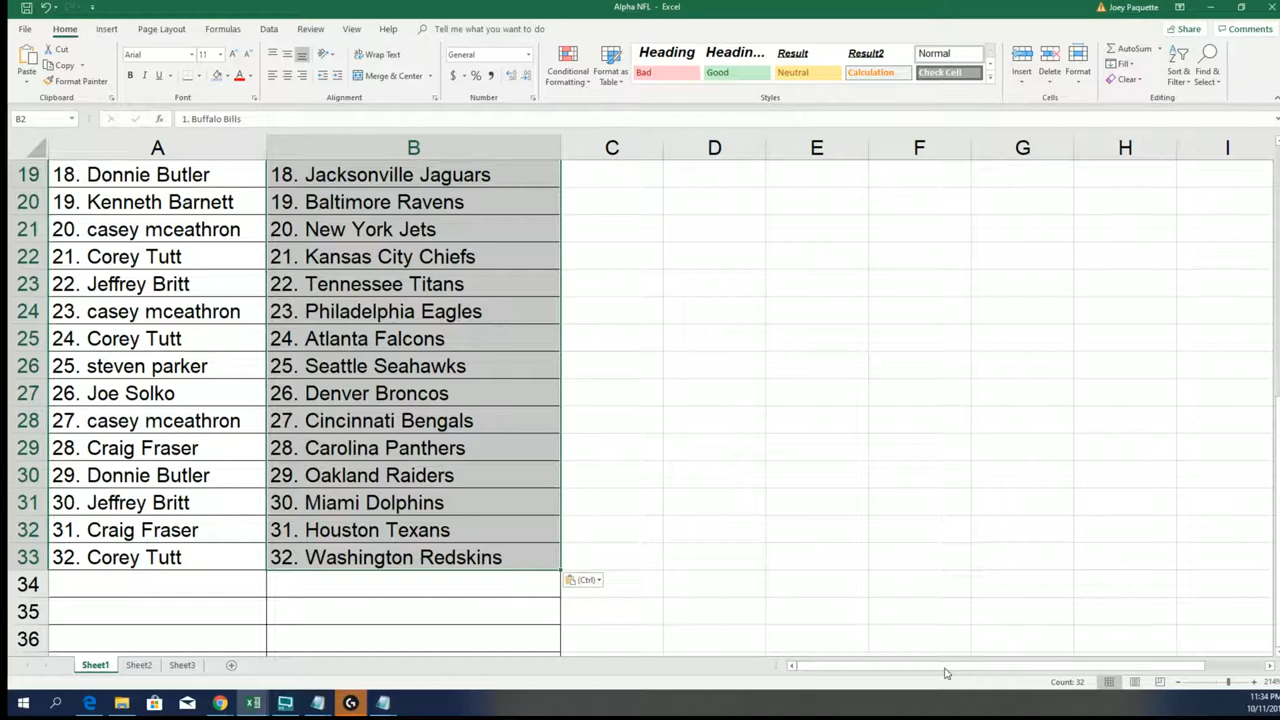 Alpha NFL - Excel
Joey Paquette
File Home Insert Page Layout Formulas Data Review View Help Tell me what you want to do
Share Comments
Paste
Cut
Copy
Format Painter
Clipboard
Arial 11
B I U
Font
Wrap Text
Merge & Center
Alignment
General
$ % ,
Number
Conditional Formatting
Format as Table
Heading Headin... Result Result2 Normal
Bad Good Neutral Calculation Check Cell
Styles
Insert Delete Format
Cells
AutoSum
Fill
Clear
Sort & Filter
Find & Select
Editing
B2 fx 1. Buffalo Bills
A B C D E F G H I
19 18. Donnie Butler 18. Jacksonville Jaguars
20 19. Kenneth Barnett 19. Baltimore Ravens
21 20. casey mceathron 20. New York Jets
22 21. Corey Tutt 21. Kansas City Chiefs
23 22. Jeffrey Britt 22. Tennessee Titans
24 23. casey mceathron 23. Philadelphia Eagles
25 24. Corey Tutt 24. Atlanta Falcons
26 25. steven parker 25. Seattle Seahawks
27 26. Joe Solko 26. Denver Broncos
28 27. casey mceathron 27. Cincinnati Bengals
29 28. Craig Fraser 28. Carolina Panthers
30 29. Donnie Butler 29. Oakland Raiders
31 30. Jeffrey Britt 30. Miami Dolphins
32 31. Craig Fraser 31. Houston Texans
33 32. Corey Tutt 32. Washington Redskins
34 (Ctrl)
35
36
Sheet1 Sheet2 Sheet3
Count: 32 214%
11:34 PM
10/11/201